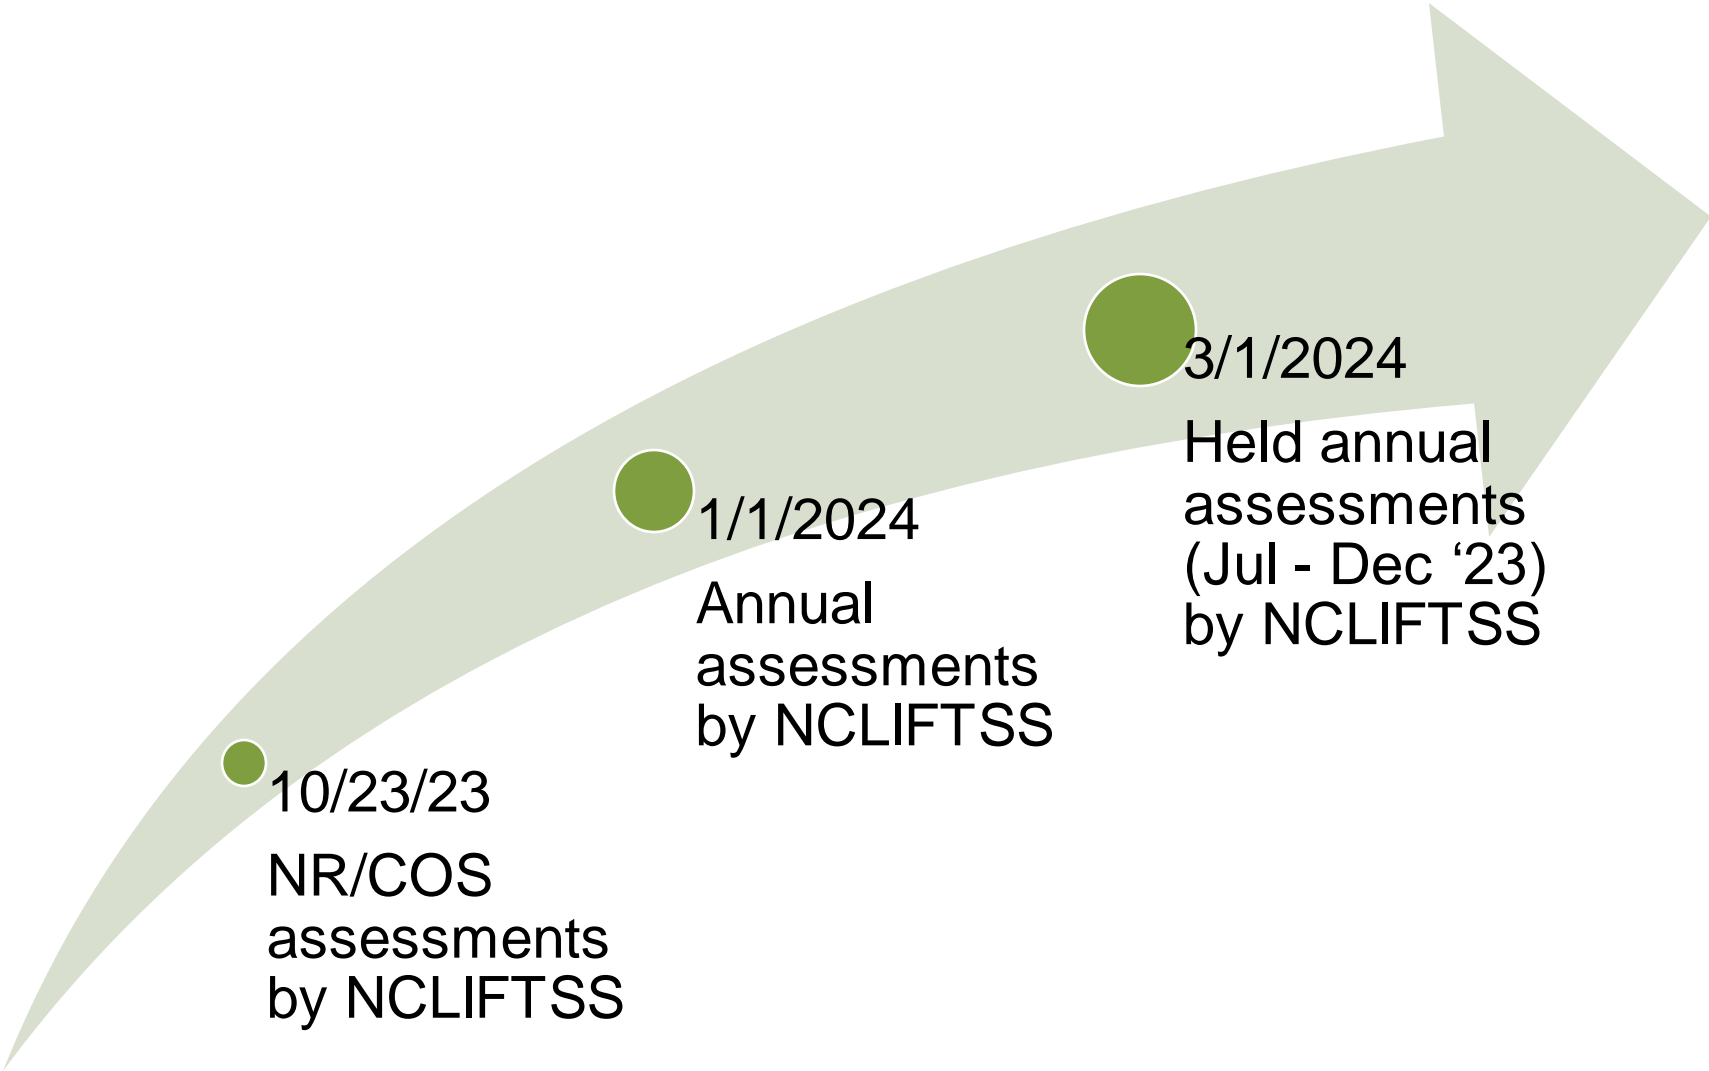 10/23/23
NR/COS
assessments
by NCLIFTSS
1/1/2024
Annual
assessments
by NCLIFTSS
3/1/2024
Held annual
assessments
(Jul - Dec ‘23)
by NCLIFTSS